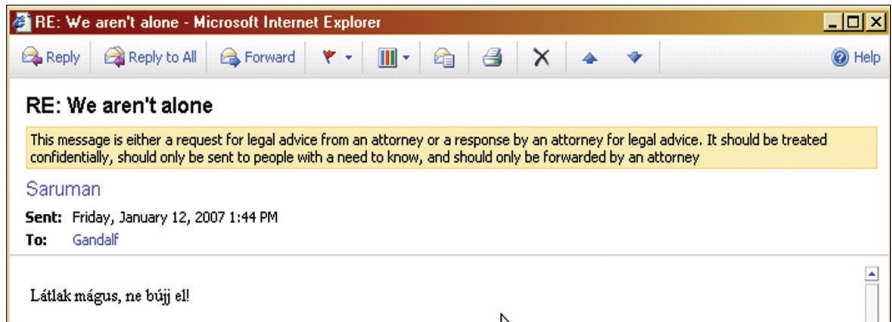 RE: We aren't alone - Microsoft Internet Explorer
Reply Reply to All Forward Help
RE: We aren't alone
This message is either a request for legal advice from an attorney or a response by an attorney for legal advice. It should be treated
confidentially, should only be sent to people with a need to know, and should only be forwarded by an attorney
Saruman
Sent: Friday, January 12, 2007 1:44 PM
To: Gandalf
Látlak mágus, ne bújj el!